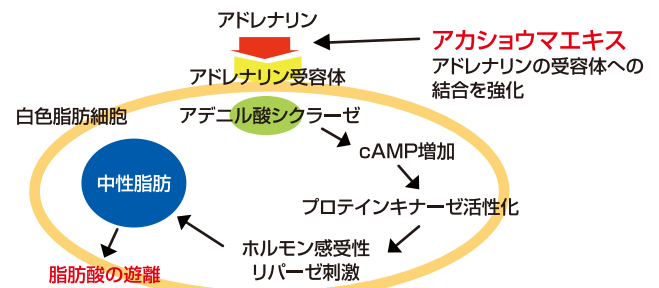 アドレナリン
アカショウマエキス
アドレナリンの受容体への
結合を強化
アドレナリン受容体
白色脂肪細胞
アデニル酸シクラーゼ
cAMP増加
中性脂肪
プロテインキナーゼ活性化
ホルモン感受性
リパーゼ刺激
脂肪酸の遊離